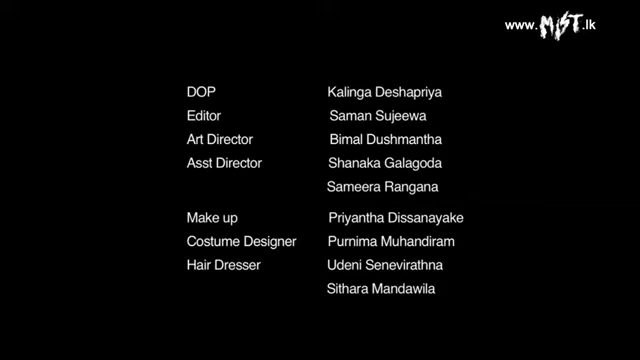 www.MIST.lk
DOP Kalinga Deshapriya
Editor Saman Sujeewa
Art Director Bimal Dushmantha
Asst Director Shanaka Galagoda
Sameera Rangana
Make up Priyantha Dissanayake
Costume Designer Purnima Muhandiram
Hair Dresser Udeni Senevirathna
Sithara Mandawila